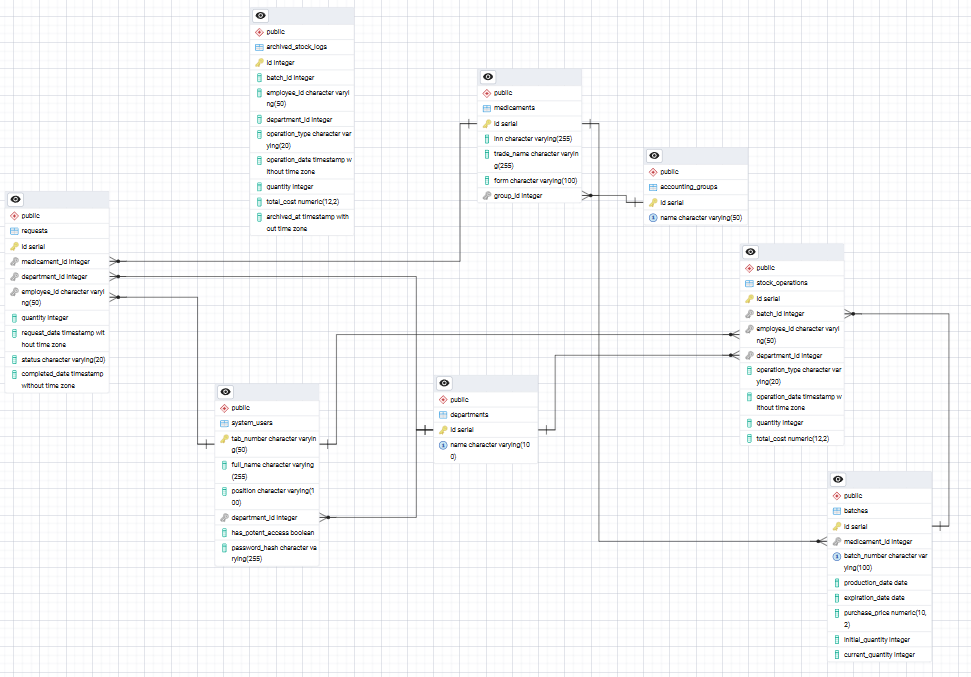 public
archived_stock_logs
id integer
batch_id integer
employee_id character varyi
ng(50)
department_id integer
operation_type character var
ying(20)
operation_date timestamp w
ithout time zone
quantity integer
total_cost numeric(12,2)
archived_at timestamp with
out time zone
public
medicaments
id serial
inn character varying(255)
trade_name character varyin
g(255)
form character varying(100)
group_id integer
public
accounting_groups
id serial
name character varying(50)
public
requests
id serial
medicament_id integer
department_id integer
employee_id character varyi
ng(50)
quantity integer
request_date timestamp wit
hout time zone
status character varying(20)
completed_date timestamp
without time zone
public
stock_operations
id serial
batch_id integer
employee_id character varyi
ng(50)
department_id integer
operation_type character var
ying(20)
operation_date timestamp w
ithout time zone
quantity integer
total_cost numeric(12,2)
public
system_users
tab_number character varyin
g(50)
full_name character varying
(255)
position character varying(1
00)
department_id integer
has_potent_access boolean
password_hash character va
rying(255)
public
departments
id serial
name character varying(10
0)
public
batches
id serial
medicament_id integer
batch_number character var
ying(100)
production_date date
expiration_date date
purchase_price numeric(10,
2)
initial_quantity integer
current_quantity integer